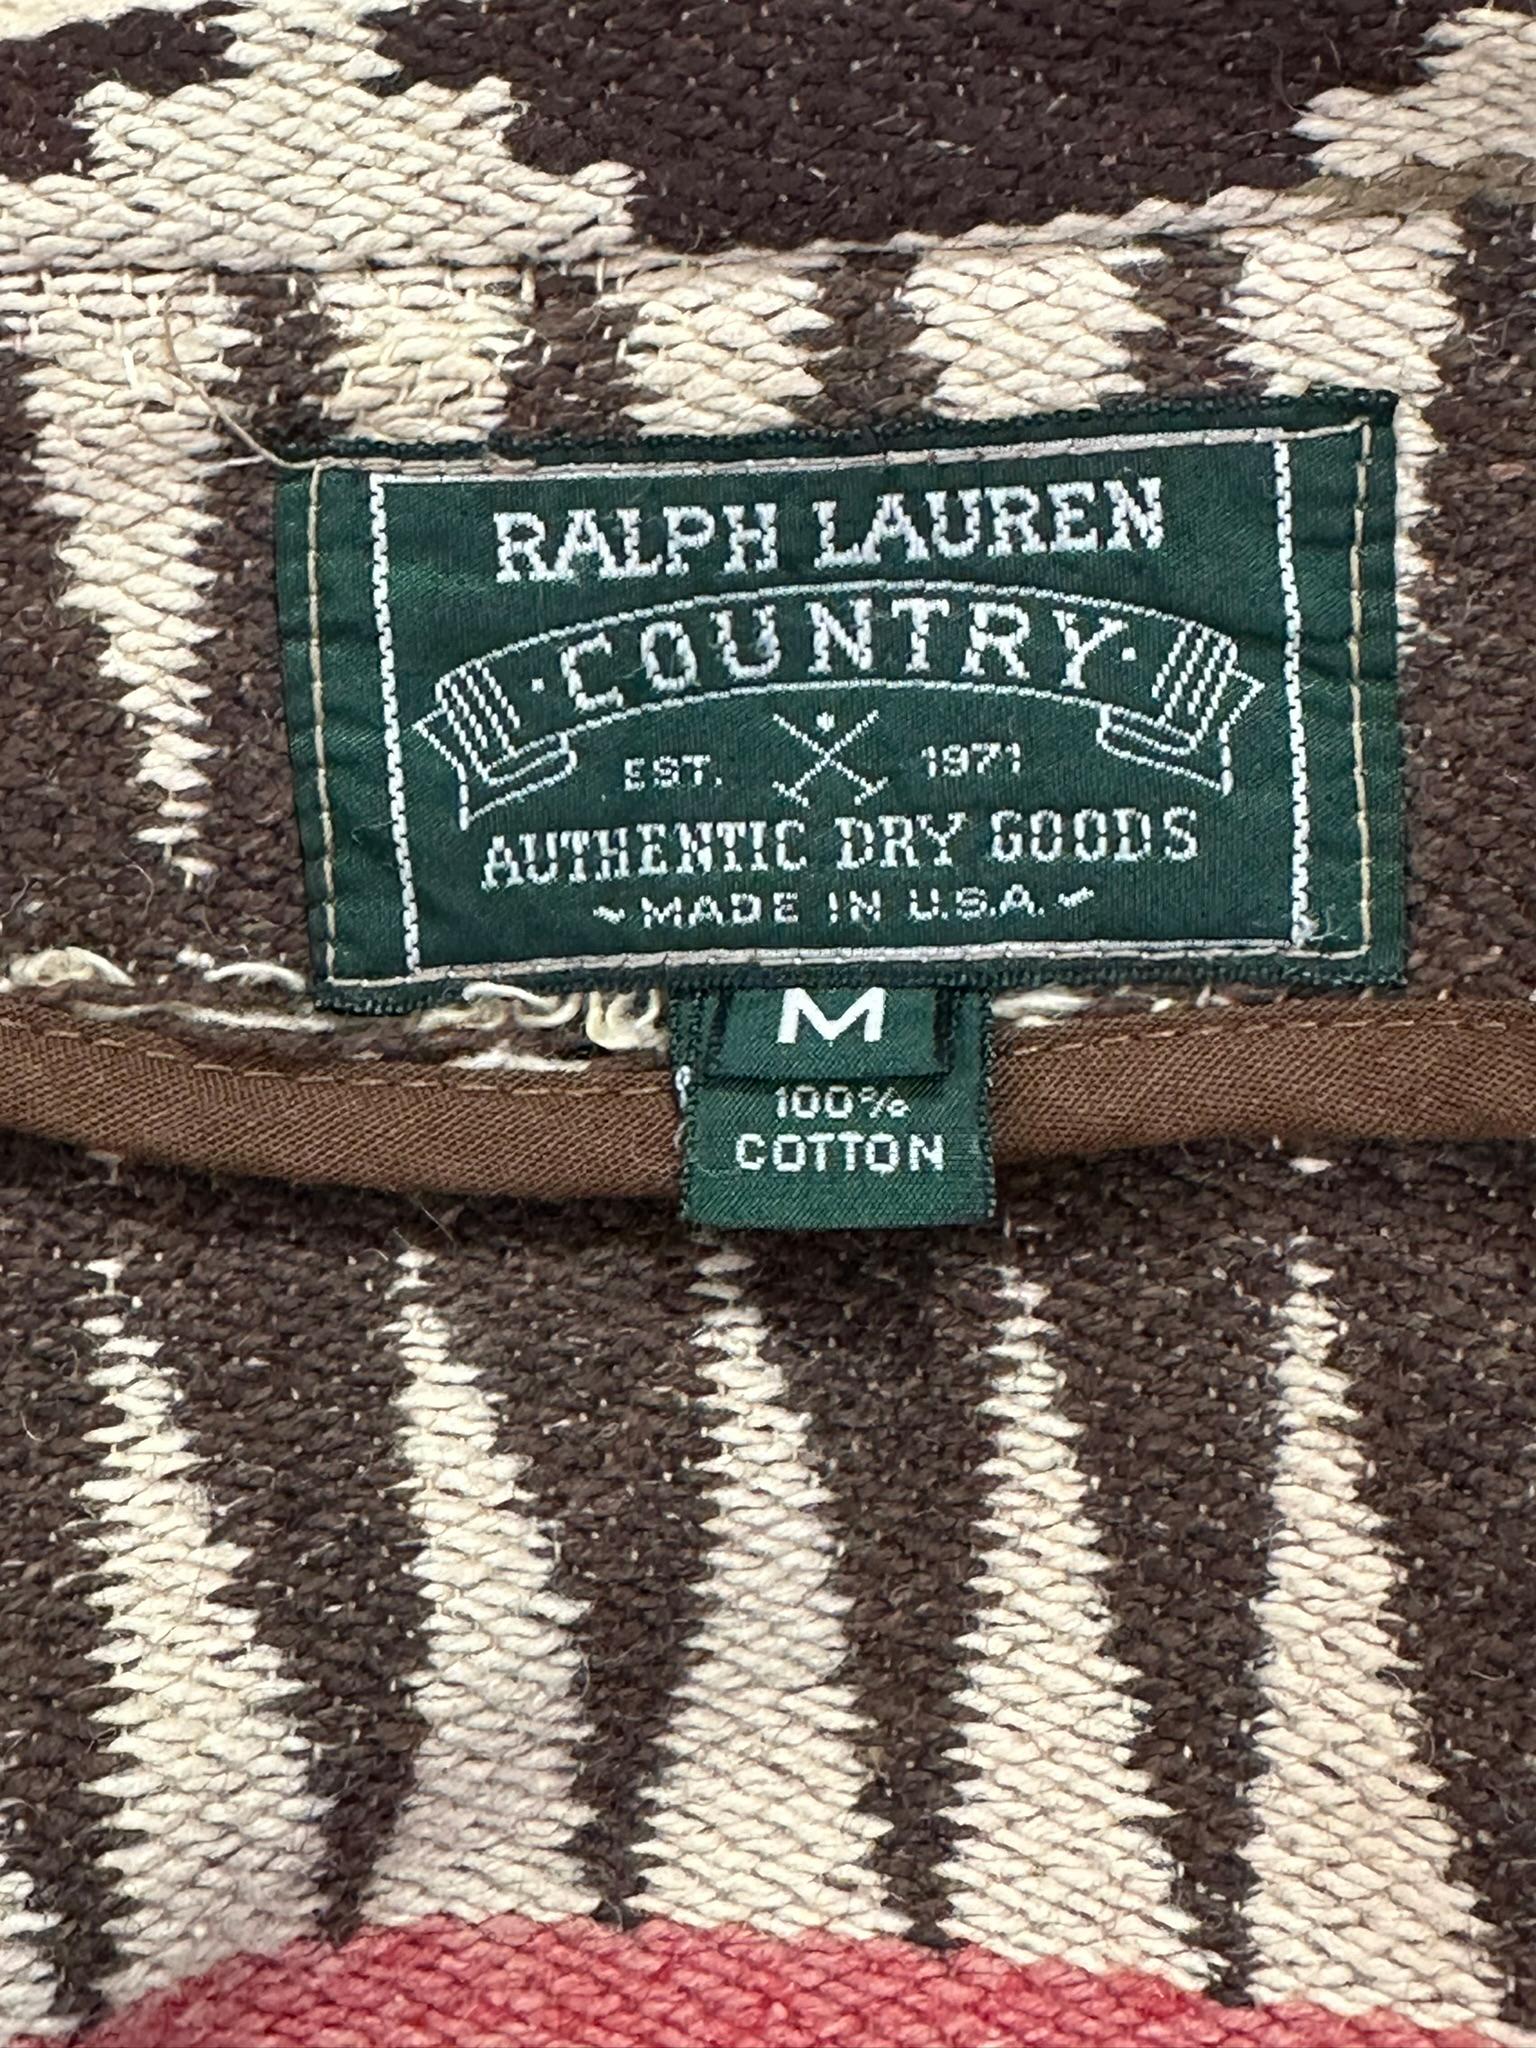 RALPH LAUREN
· COUNTRY ·
EST. 1971
AUTHENTIC DRY GOODS
~ MADE IN U.S.A. ~
M
100%
COTTON